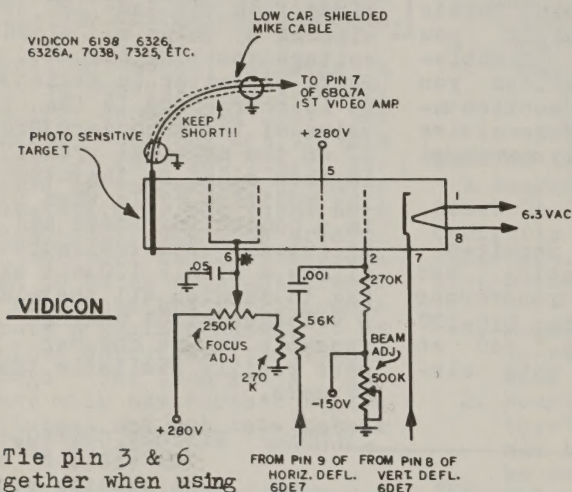 LOW CAP. SHIELDED
MIKE CABLE
VIDICON 6198 6326,
6326A, 7038, 7325, ETC.
TO PIN 7
OF 6BQ7A
1ST VIDEO AMP.
KEEP
SHORT!!
+ 280V
PHOTO SENSITIVE
TARGET
5
1
6.3 VAC
8
6
2
7
.05
.001
270K
VIDICON
250K
FOCUS
ADJ
56K
BEAM
ADJ.
500K
270
K
-150V
+280V
Tie pin 3 & 6
gether when using
FROM PIN 9 OF
HORIZ. DEFL.
6DE7
FROM PIN 8 OF
VERT. DEFL.
6DE7